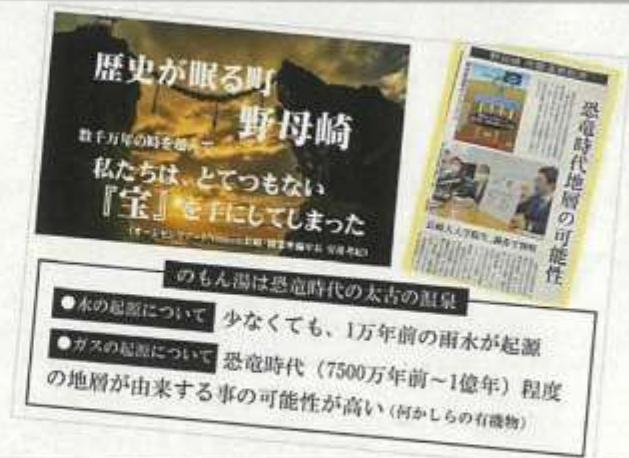 歴史が眠る町
野母崎
数千万年の時を超えて
私たちは、とてつもない
『宝』を手にしてしまった
恐竜時代地層の可能性
のもん湯は恐竜時代の太古の温泉
●水の起源について 少なくても、1万年前の雨水が起源
●ガスの起源について 恐竜時代（7500万年前～1億年）程度
の地層が由来する事の可能性が高い（何かしらの有機物）